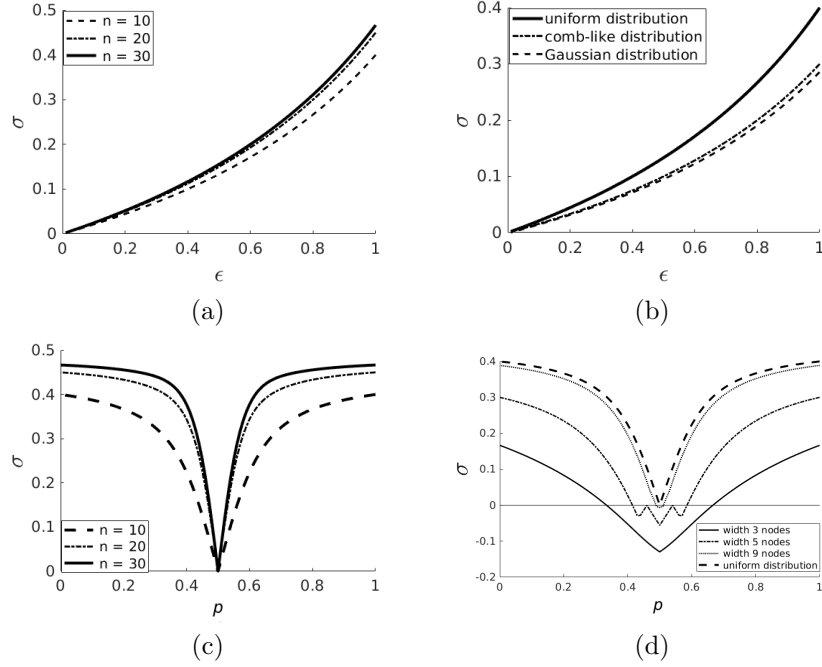 0.5
0.4
0.3
0.2
0.1
0
σ
n = 10
n = 20
n = 30
0
0.2
0.4
0.6
0.8
1
ϵ
(a)
0.4
0.3
0.2
0.1
0
σ
uniform distribution
comb-like distribution
Gaussian distribution
0
0.2
0.4
0.6
0.8
1
ϵ
(b)
0.5
0.4
0.3
0.2
0.1
0
σ
n = 10
n = 20
n = 30
0
0.2
0.4
0.6
0.8
1
p
(c)
0.4
0.3
0.2
0.1
0
-0.1
-0.2
σ
width 3 nodes
width 5 nodes
width 9 nodes
uniform distribution
0
0.2
0.4
0.6
0.8
1
p
(d)